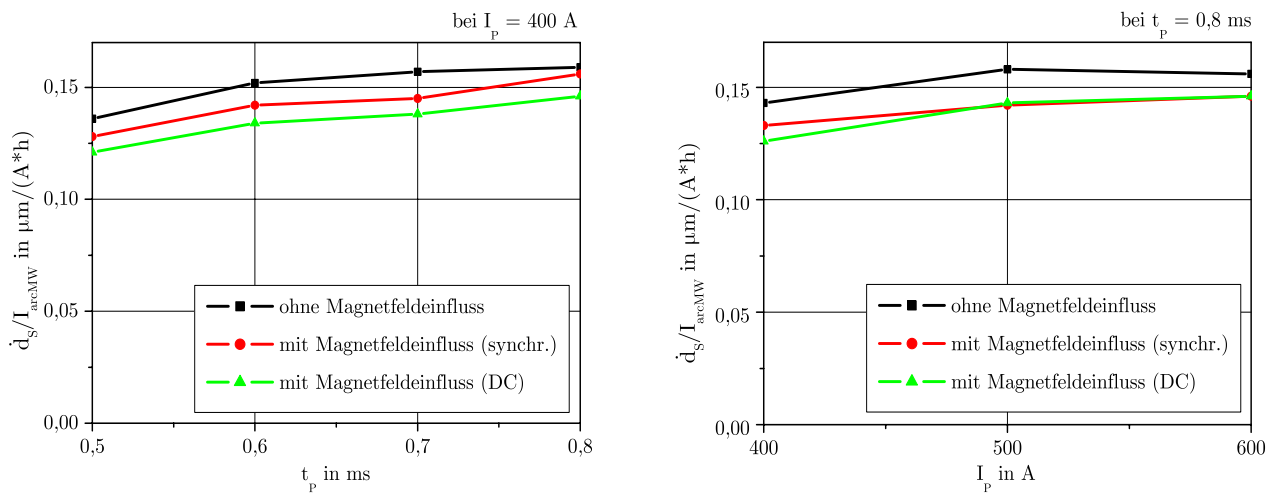 bei I_P = 400 A
ḋ_S/I_arcMW in µm/(A*h)
0,15
0,10
0,05
0,00
0,5
0,6
0,7
0,8
t_P in ms
ohne Magnetfeldeinfluss
mit Magnetfeldeinfluss (synchr.)
mit Magnetfeldeinfluss (DC)
bei t_P = 0,8 ms
ḋ_S/I_arcMW in µm/(A*h)
0,15
0,10
0,05
0,00
400
500
600
I_P in A
ohne Magnetfeldeinfluss
mit Magnetfeldeinfluss (synchr.)
mit Magnetfeldeinfluss (DC)